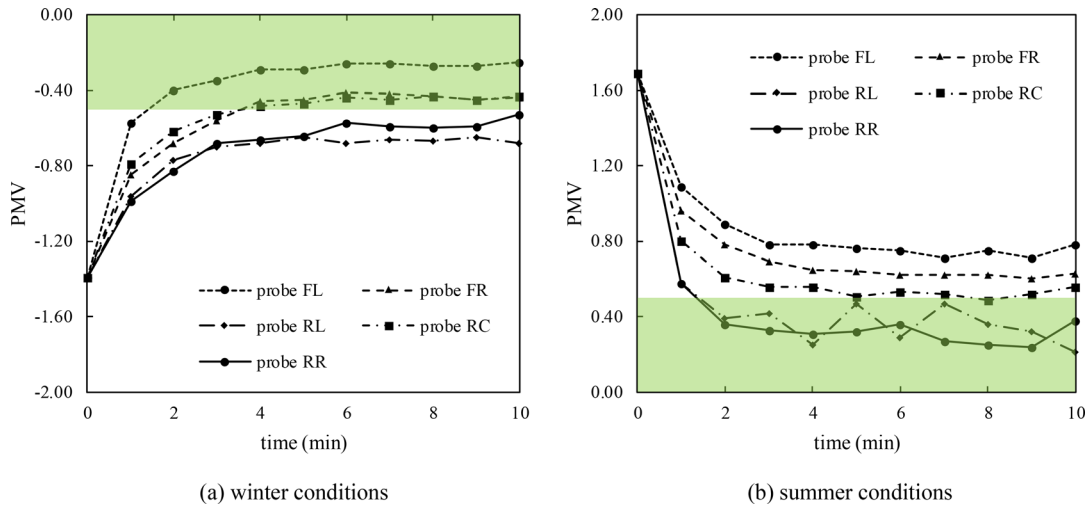 0.00
-0.40
-0.80
-1.20
-1.60
-2.00
PMV
probe FL
probe FR
probe RL
probe RC
probe RR
0 2 4 6 8 10
time (min)
(a) winter conditions
2.00
1.60
1.20
0.80
0.40
0.00
PMV
probe FL
probe FR
probe RL
probe RC
probe RR
0 2 4 6 8 10
time (min)
(b) summer conditions